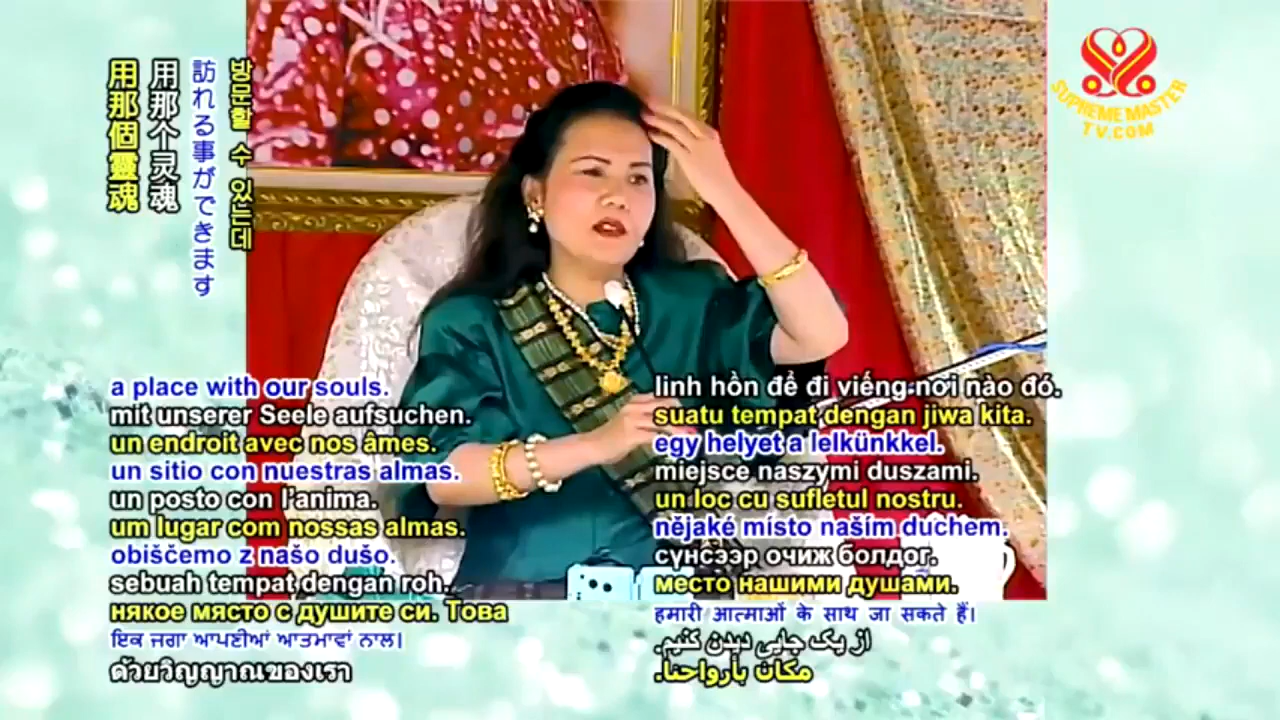 用那個靈魂
用那个灵魂
訪れる事ができます
방문할 수 있는데
SUPREME MASTER
TV.COM
a place with our souls.
mit unserer Seele aufsuchen.
un endroit avec nos âmes.
un sitio con nuestras almas.
un posto con l'anima.
um lugar com nossas almas.
obiščemo z našo dušo.
sebuah tempat dengan roh.
някое място с душите си. Това
ਇਕ ਜਗਾ ਆਪਣੀਆਂ ਆਤਮਾਵਾਂ ਨਾਲ।
ด้วยวิญญาณของเรา
linh hồn để đi viếng nơi nào đó.
suatu tempat dengan jiwa kita.
egy helyet a lelkünkkel.
miejsce naszymi duszami.
un loc cu sufletul nostru.
nějaké místo naším duchem.
сүнсээр очиж болдог.
место нашими душами.
हमारी आत्माओं के साथ जा सकते हैं।
از یک جایی دیدن کنیم.
مكان بأرواحنا.